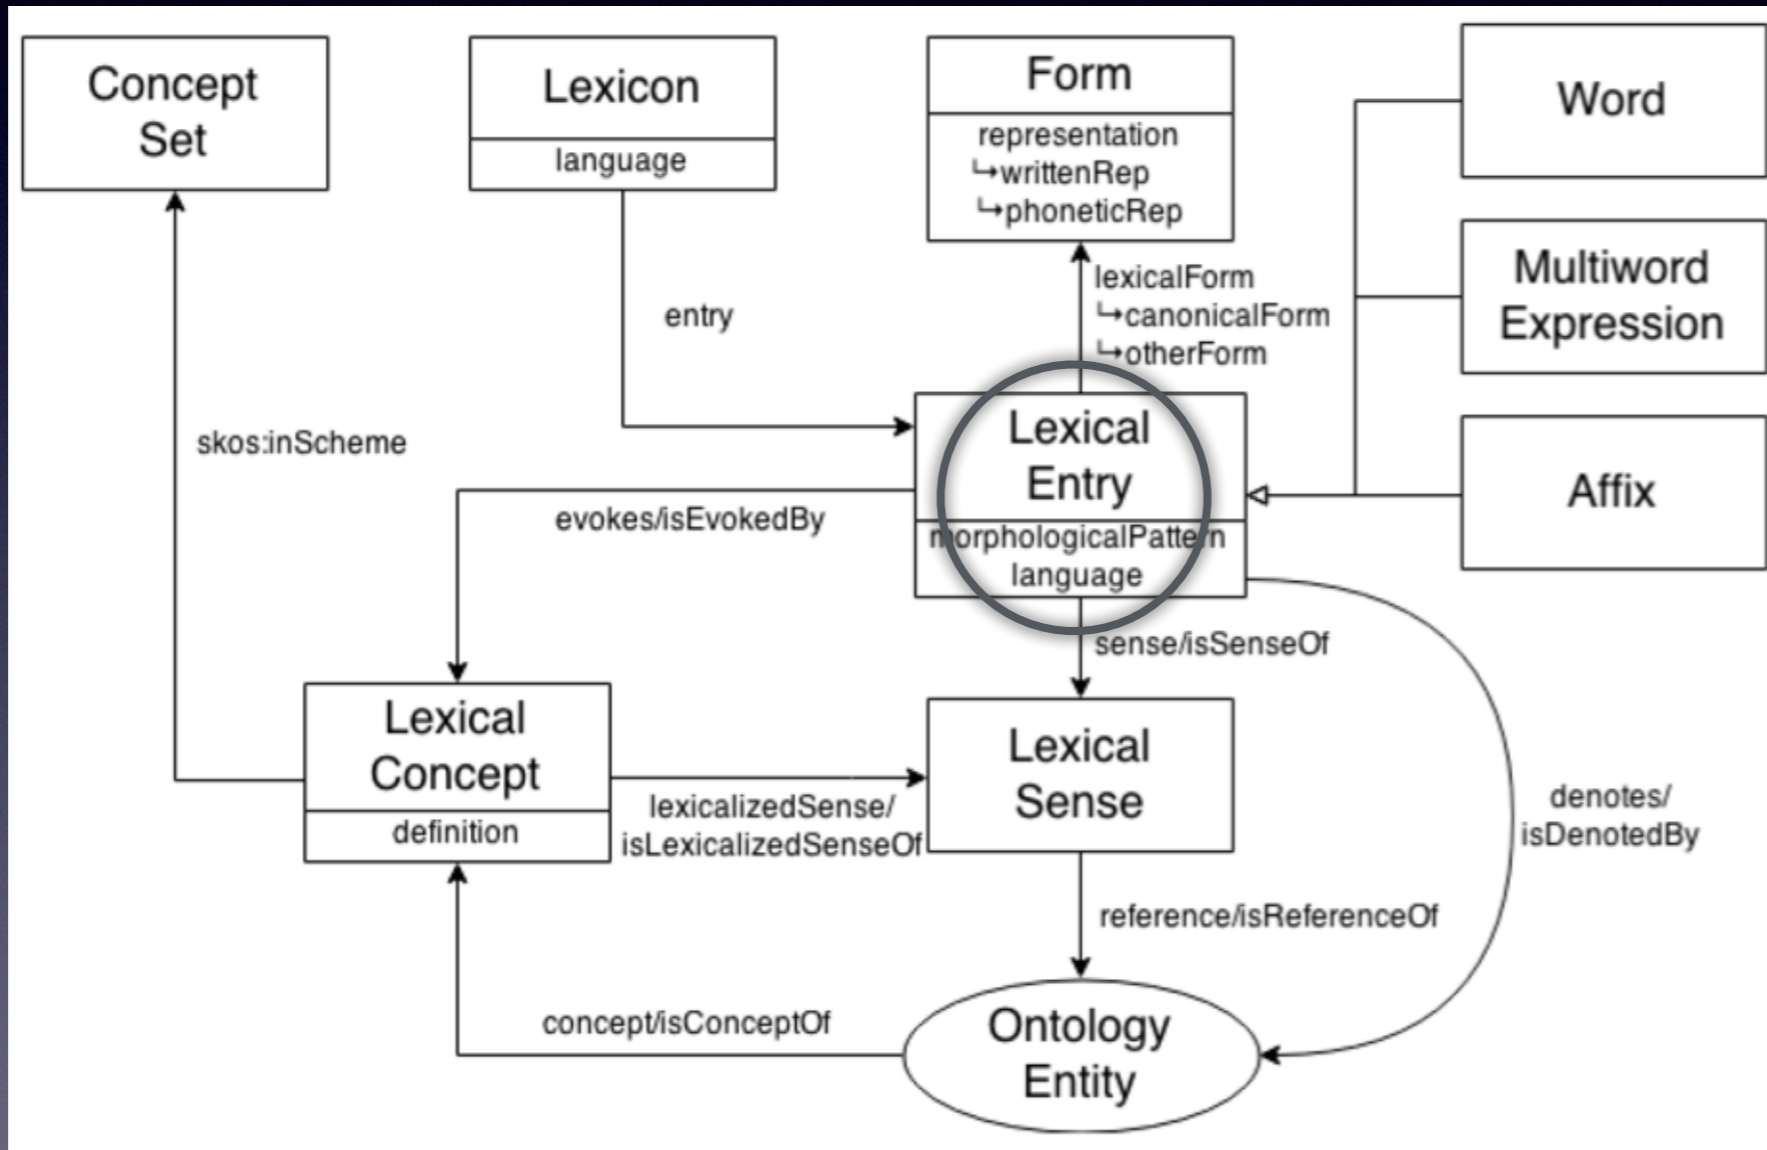 Concept
Set
Lexicon
language
Form
representation
↳writtenRep
↳phoneticRep
Word
Multiword
Expression
Affix
entry
lexicalForm
↳canonicalForm
↳otherForm
skos:inScheme
Lexical
Entry
morphologicalPattern
language
evokes/isEvokedBy
sense/isSenseOf
Lexical
Concept
definition
lexicalizedSense/
isLexicalizedSenseOf
Lexical
Sense
denotes/
isDenotedBy
reference/isReferenceOf
concept/isConceptOf
Ontology
Entity